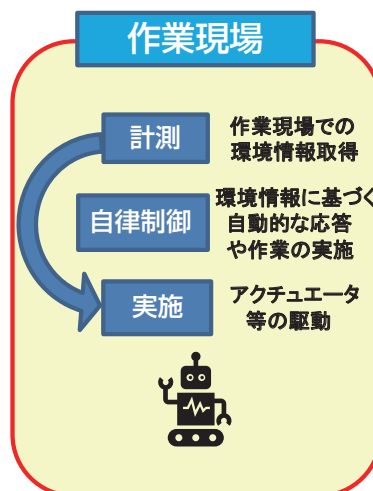 作業現場
計測
作業現場での
環境情報取得
自律制御
環境情報に基づく
自動的な応答
や作業の実施
実施
アクチュエータ
等の駆動